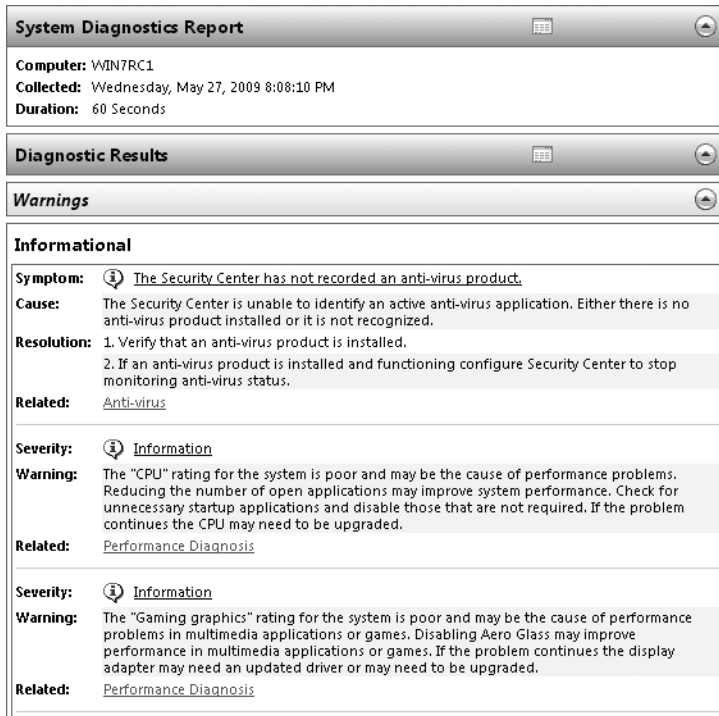 System Diagnostics Report
Computer: WIN7RC1
Collected: Wednesday, May 27, 2009 8:08:10 PM
Duration: 60 Seconds
Diagnostic Results
Warnings
Informational
Symptom: The Security Center has not recorded an anti-virus product.
Cause: The Security Center is unable to identify an active anti-virus application. Either there is no
anti-virus product installed or it is not recognized.
Resolution: 1. Verify that an anti-virus product is installed.
2. If an anti-virus product is installed and functioning configure Security Center to stop
monitoring anti-virus status.
Related: Anti-virus
Severity: Information
Warning: The "CPU" rating for the system is poor and may be the cause of performance problems.
Reducing the number of open applications may improve system performance. Check for
unnecessary startup applications and disable those that are not required. If the problem
continues the CPU may need to be upgraded.
Related: Performance Diagnosis
Severity: Information
Warning: The "Gaming graphics" rating for the system is poor and may be the cause of performance
problems in multimedia applications or games. Disabling Aero Glass may improve
performance in multimedia applications or games. If the problem continues the display
adapter may need an updated driver or may need to be upgraded.
Related: Performance Diagnosis